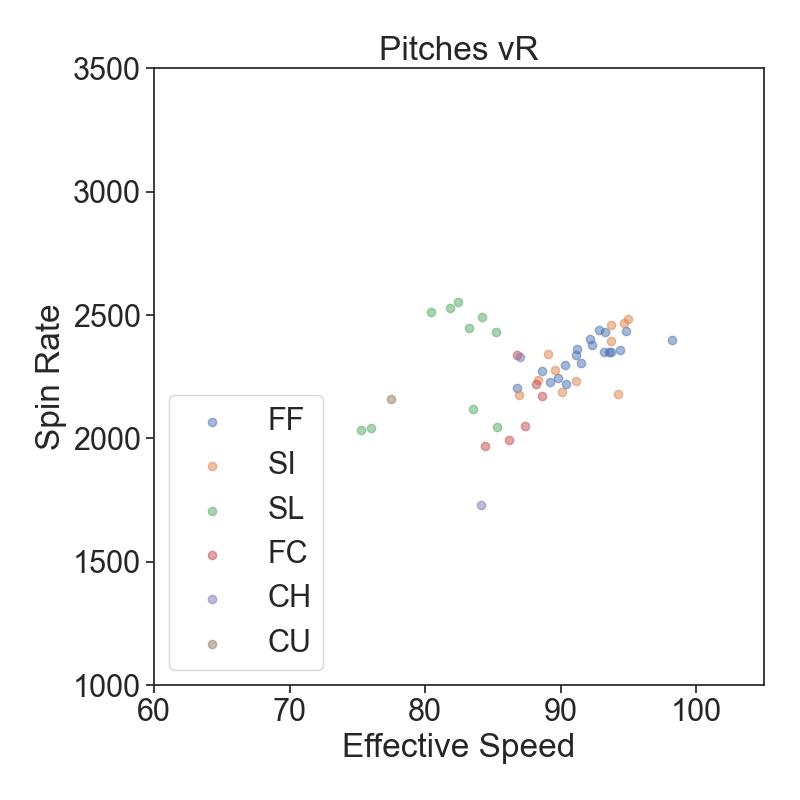 Pitches vR
3500
3000
2500
2000
1500
1000
Spin Rate
FF
SI
SL
FC
CH
CU
60 70 80 90 100
Effective Speed